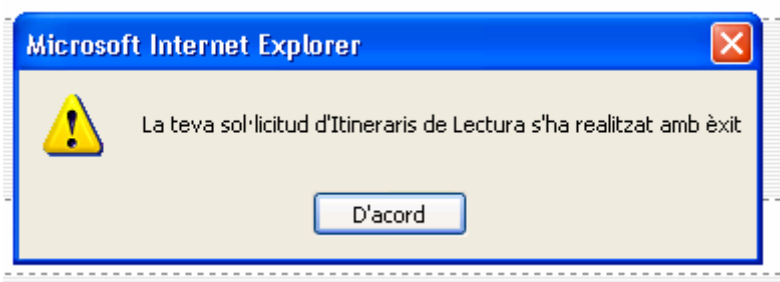 Microsoft Internet Explorer
La teva sol·licitud d'Itineraris de Lectura s'ha realitzat amb èxit
D'acord